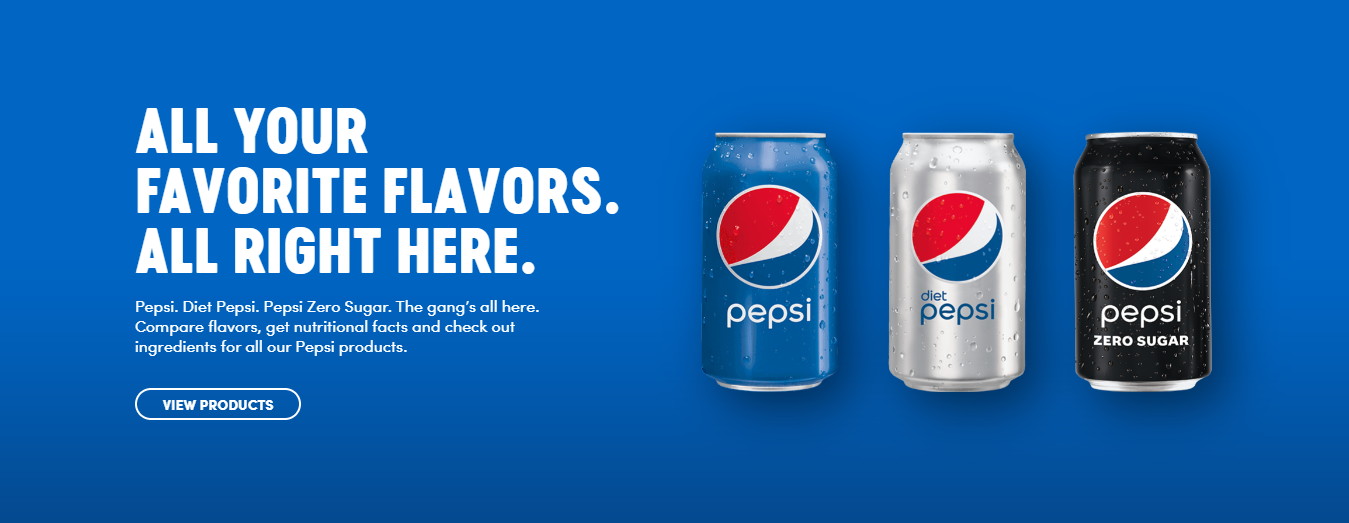 ALL YOUR
FAVORITE FLAVORS.
ALL RIGHT HERE.
Pepsi. Diet Pepsi. Pepsi Zero Sugar. The gang's all here.
Compare flavors, get nutritional facts and check out
ingredients for all our Pepsi products.
VIEW PRODUCTS
pepsi
diet
pepsi
pepsi
ZERO SUGAR